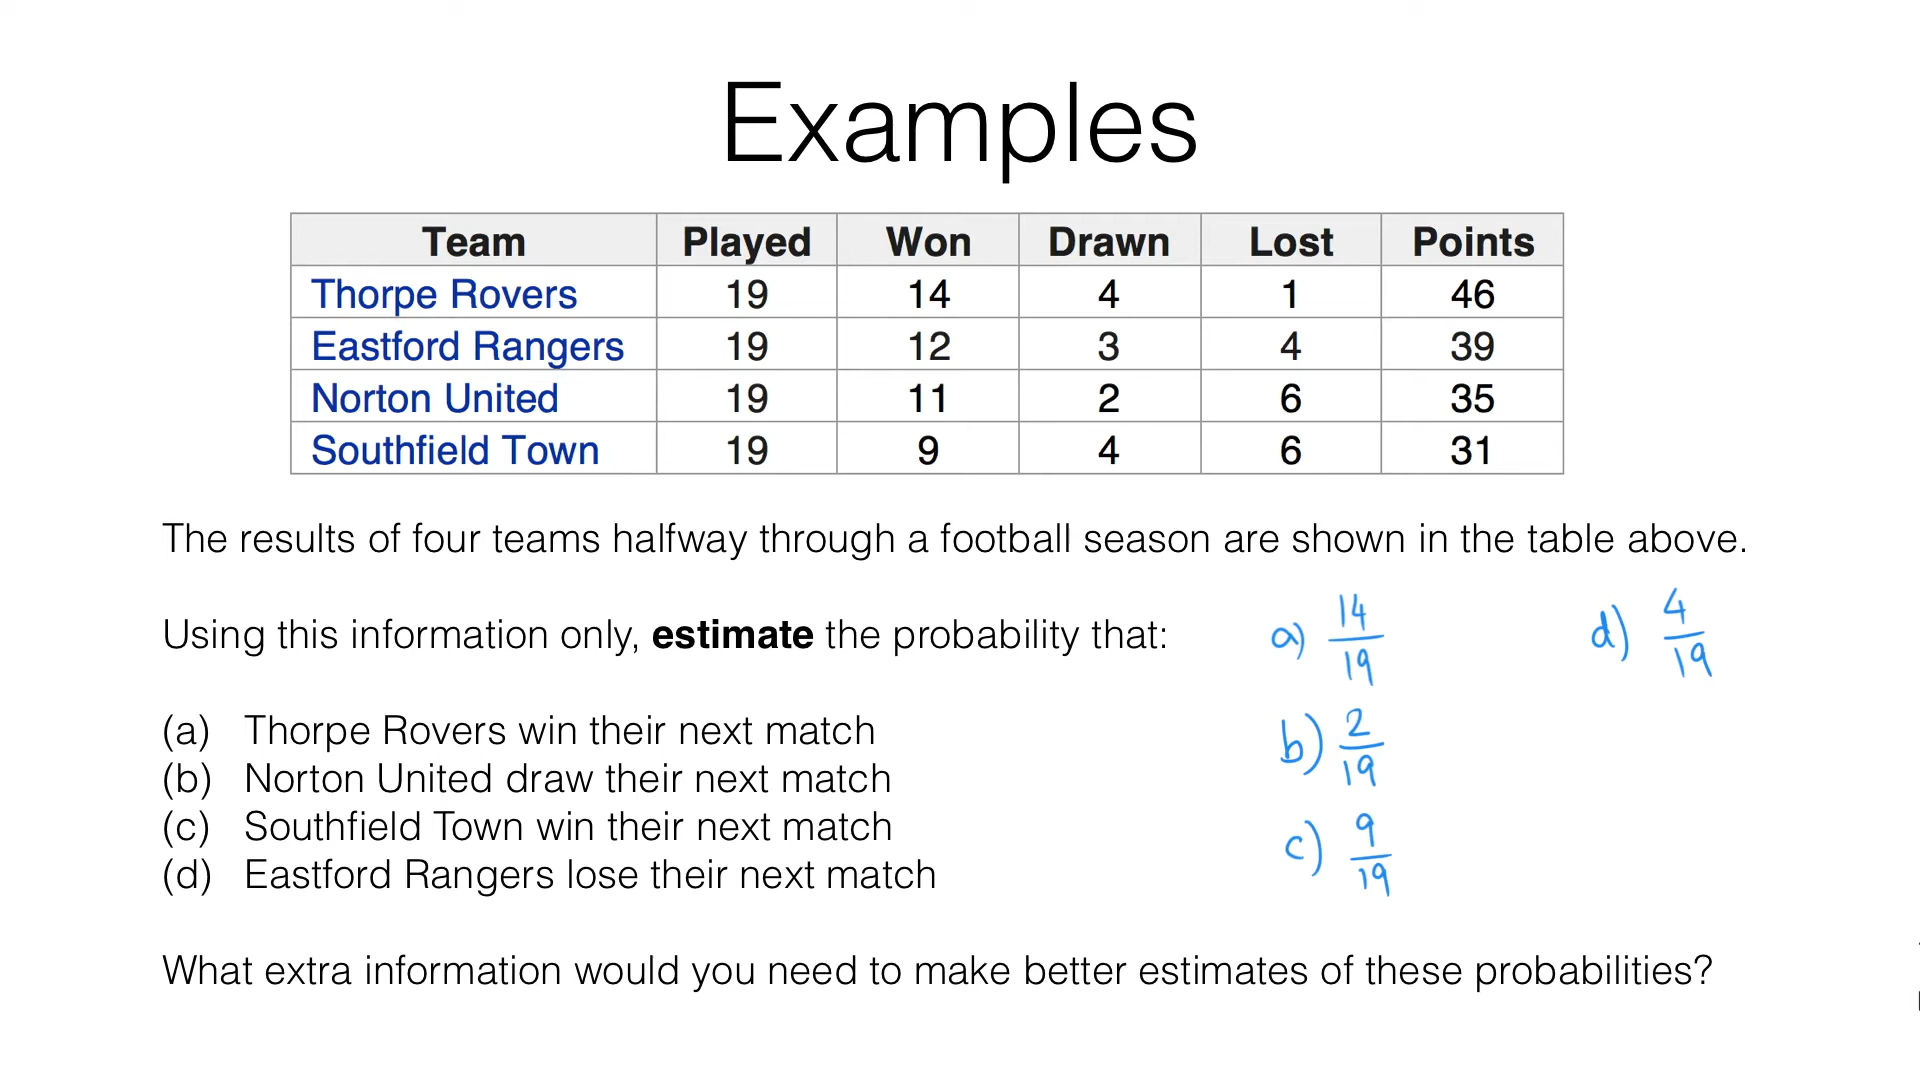 Examples
Team Played Won Drawn Lost Points
Thorpe Rovers 19 14 4 1 46
Eastford Rangers 19 12 3 4 39
Norton United 19 11 2 6 35
Southfield Town 19 9 4 6 31
The results of four teams halfway through a football season are shown in the table above.
Using this information only, estimate the probability that:
(a) Thorpe Rovers win their next match
(b) Norton United draw their next match
(c) Southfield Town win their next match
(d) Eastford Rangers lose their next match
a) 14/19
b) 2/19
c) 9/19
d) 4/19
What extra information would you need to make better estimates of these probabilities?